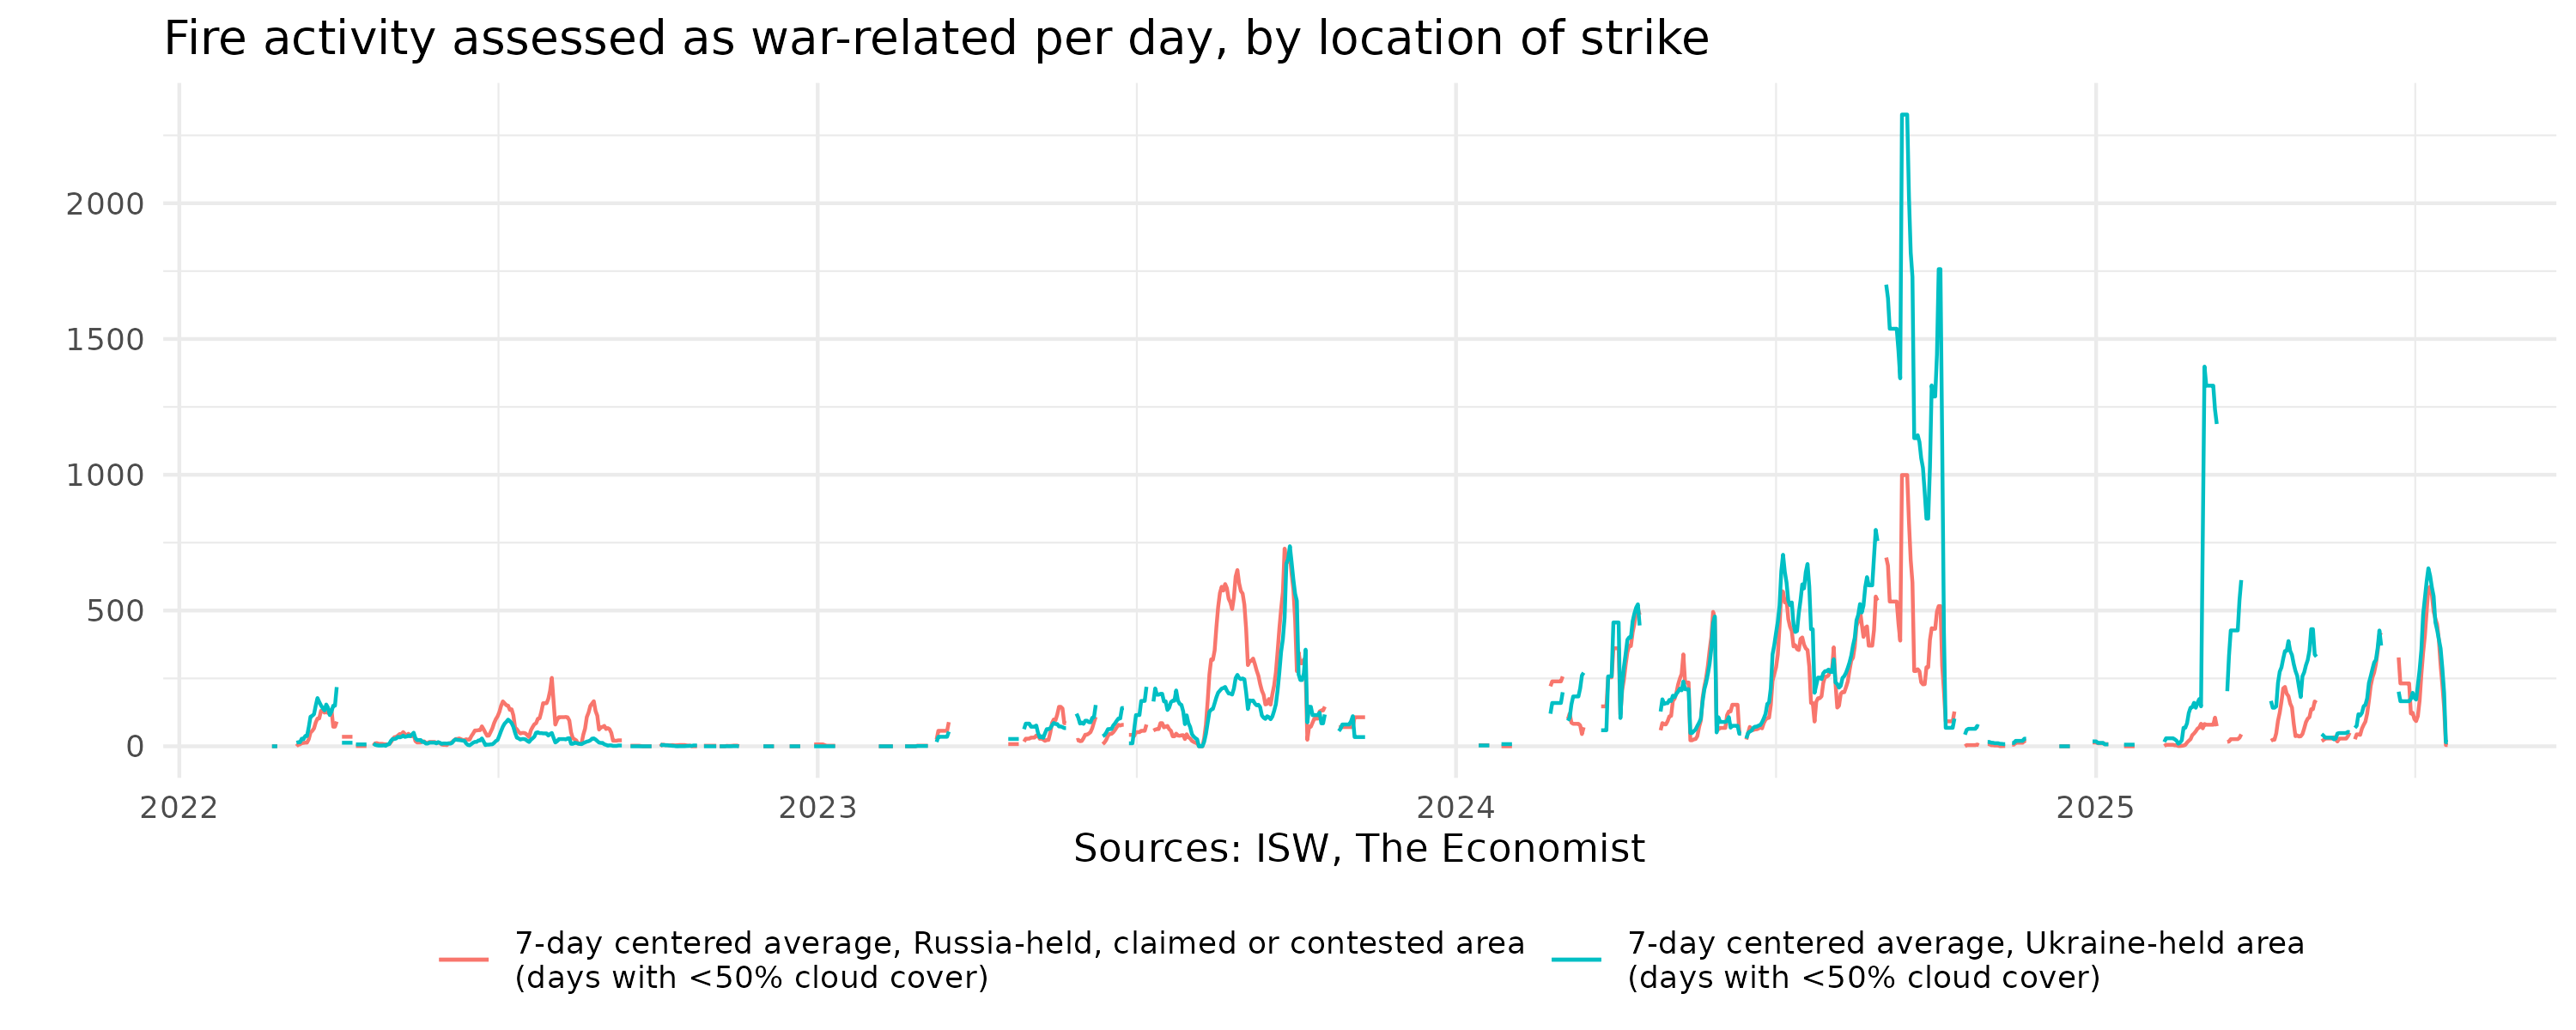 Fire activity assessed as war-related per day, by location of strike
2000
1500
1000
500
0
2022
2023
2024
2025
Sources: ISW, The Economist
7-day centered average, Russia-held, claimed or contested area
(days with <50% cloud cover)
7-day centered average, Ukraine-held area
(days with <50% cloud cover)